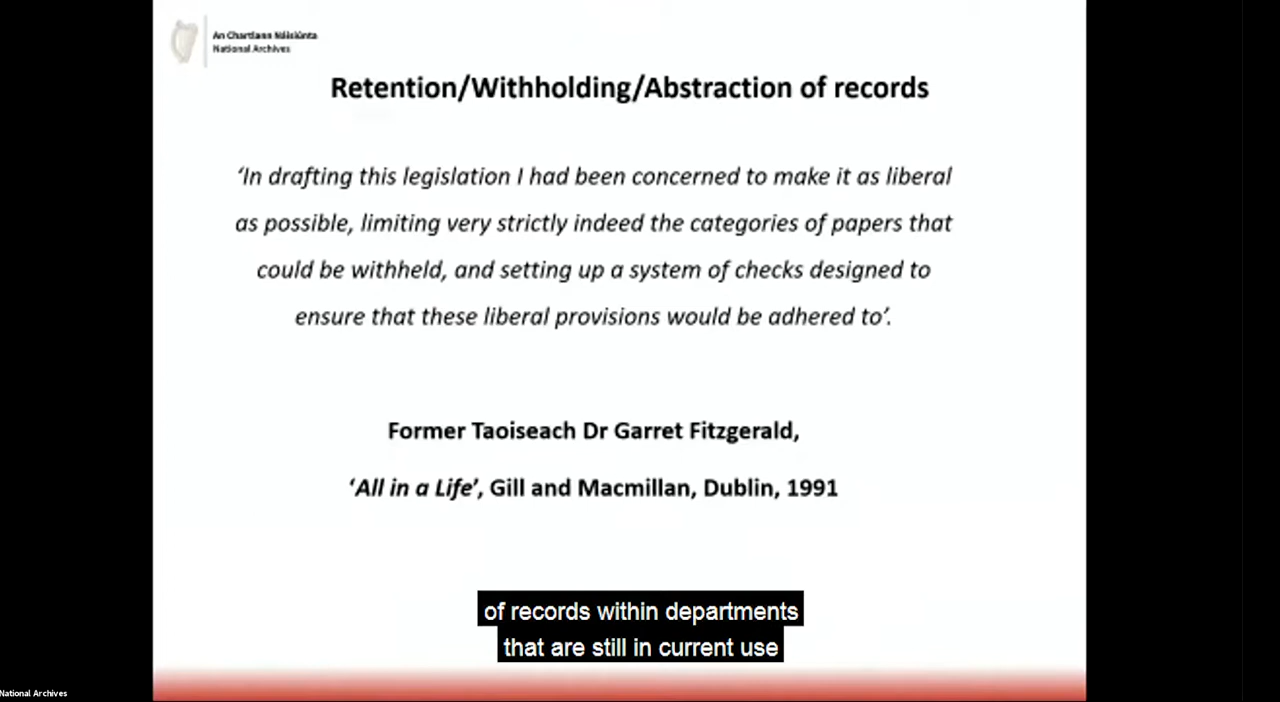 An Chartlann Náisiúnta
National Archives
Retention/Withholding/Abstraction of records
‘In drafting this legislation I had been concerned to make it as liberal
as possible, limiting very strictly indeed the categories of papers that
could be withheld, and setting up a system of checks designed to
ensure that these liberal provisions would be adhered to’.
Former Taoiseach Dr Garret Fitzgerald,
‘All in a Life’, Gill and Macmillan, Dublin, 1991
of records within departments
that are still in current use
National Archives